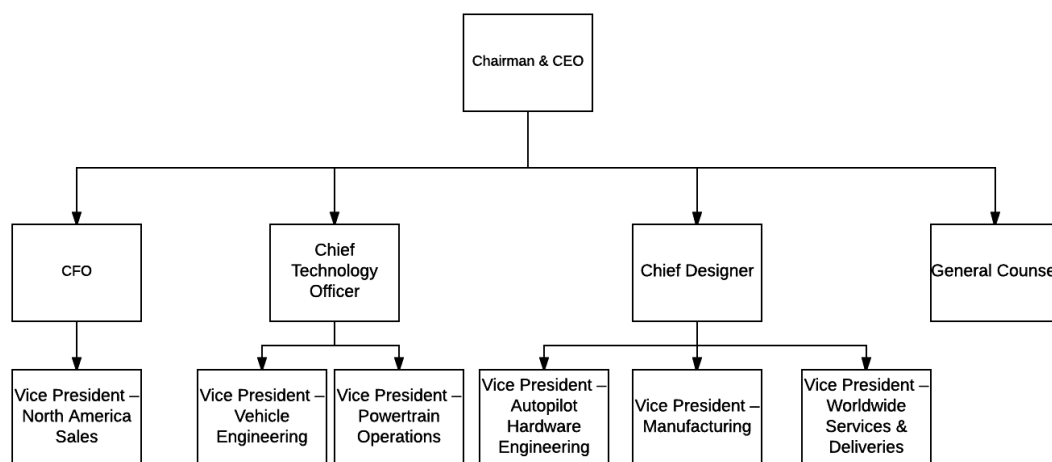 Chairman & CEO
CFO
Chief
Technology
Officer
Chief Designer
General Counse
Vice President –
North America
Sales
Vice President –
Vehicle
Engineering
Vice President –
Powertrain
Operations
Vice President –
Autopilot
Hardware
Engineering
Vice President –
Manufacturing
Vice President –
Worldwide
Services &
Deliveries